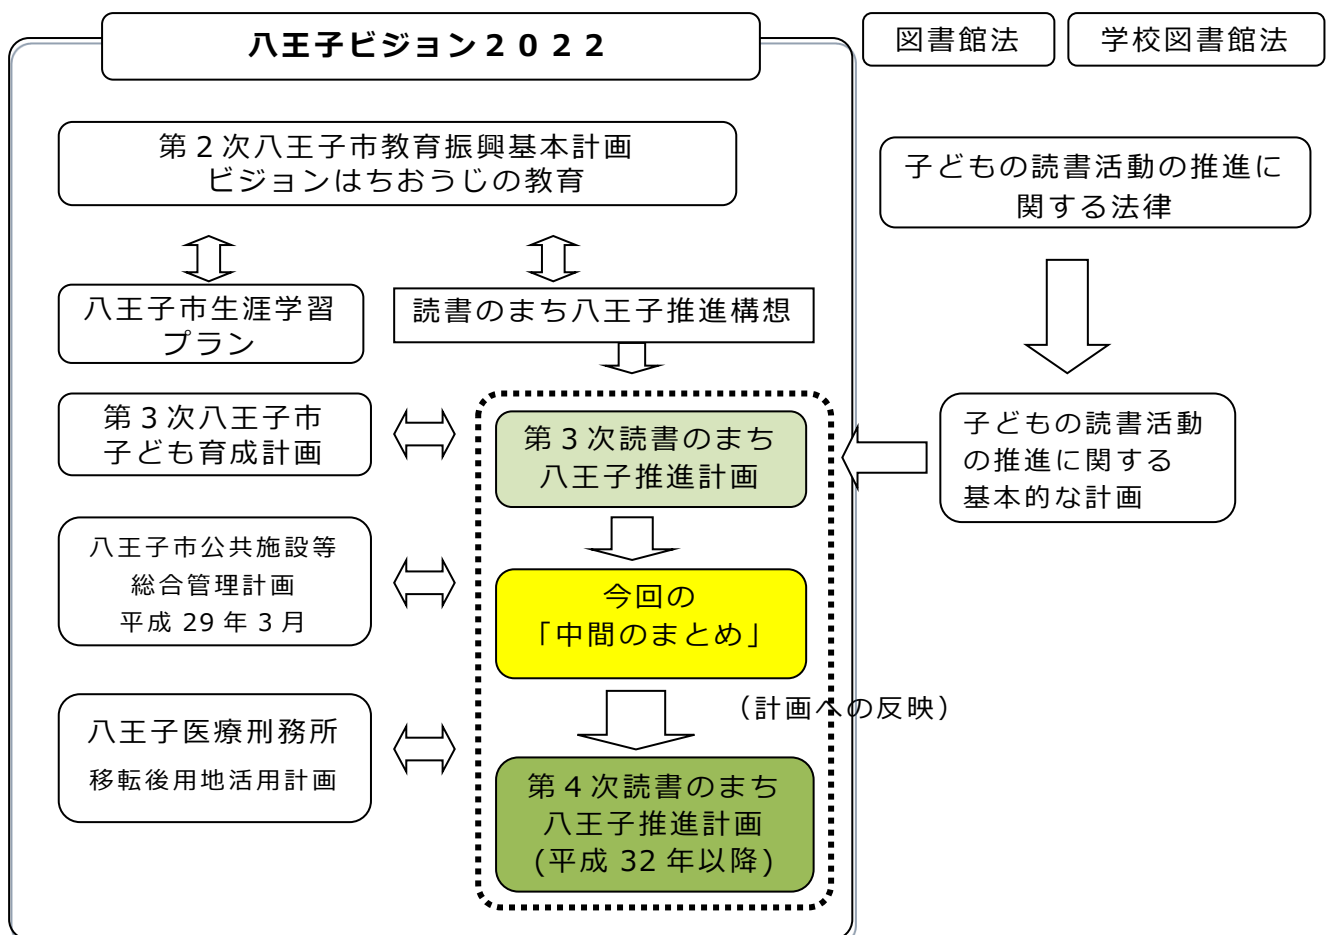 八王子ビジョン２０２２
図書館法
学校図書館法
第２次八王子市教育振興基本計画
ビジョンはちおうじの教育
子どもの読書活動の推進に
関する法律
八王子市生涯学習
プラン
読書のまち八王子推進構想
第３次八王子市
子ども育成計画
第３次読書のまち
八王子推進計画
子どもの読書活動
の推進に関する
基本的な計画
八王子市公共施設等
総合管理計画
平成 29 年 3 月
今回の
「中間のまとめ」
（計画への反映）
八王子医療刑務所
移転後用地活用計画
第４次読書のまち
八王子推進計画
(平成 32 年以降)